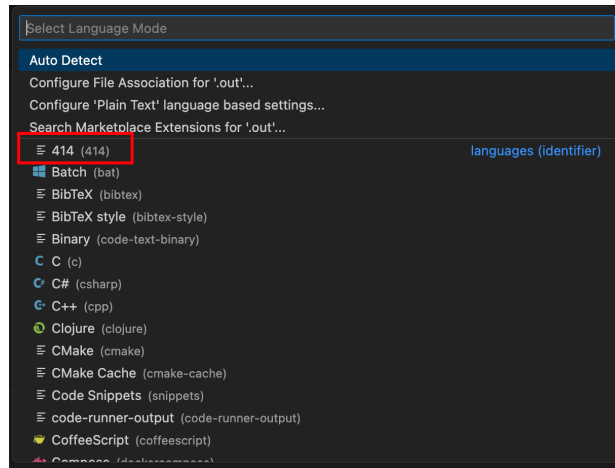 Select Language Mode
Auto Detect
Configure File Association for '.out'...
Configure 'Plain Text' language based settings...
Search Marketplace Extensions for '.out'...
414 (414) languages (identifier)
Batch (bat)
BibTeX (bibtex)
BibTeX style (bibtex-style)
Binary (code-text-binary)
C C (c)
C# C# (csharp)
C+ C++ (cpp)
Clojure (clojure)
CMake (cmake)
CMake Cache (cmake-cache)
Code Snippets (snippets)
code-runner-output (code-runner-output)
CoffeeScript (coffeescript)
Compose (dockercompose)